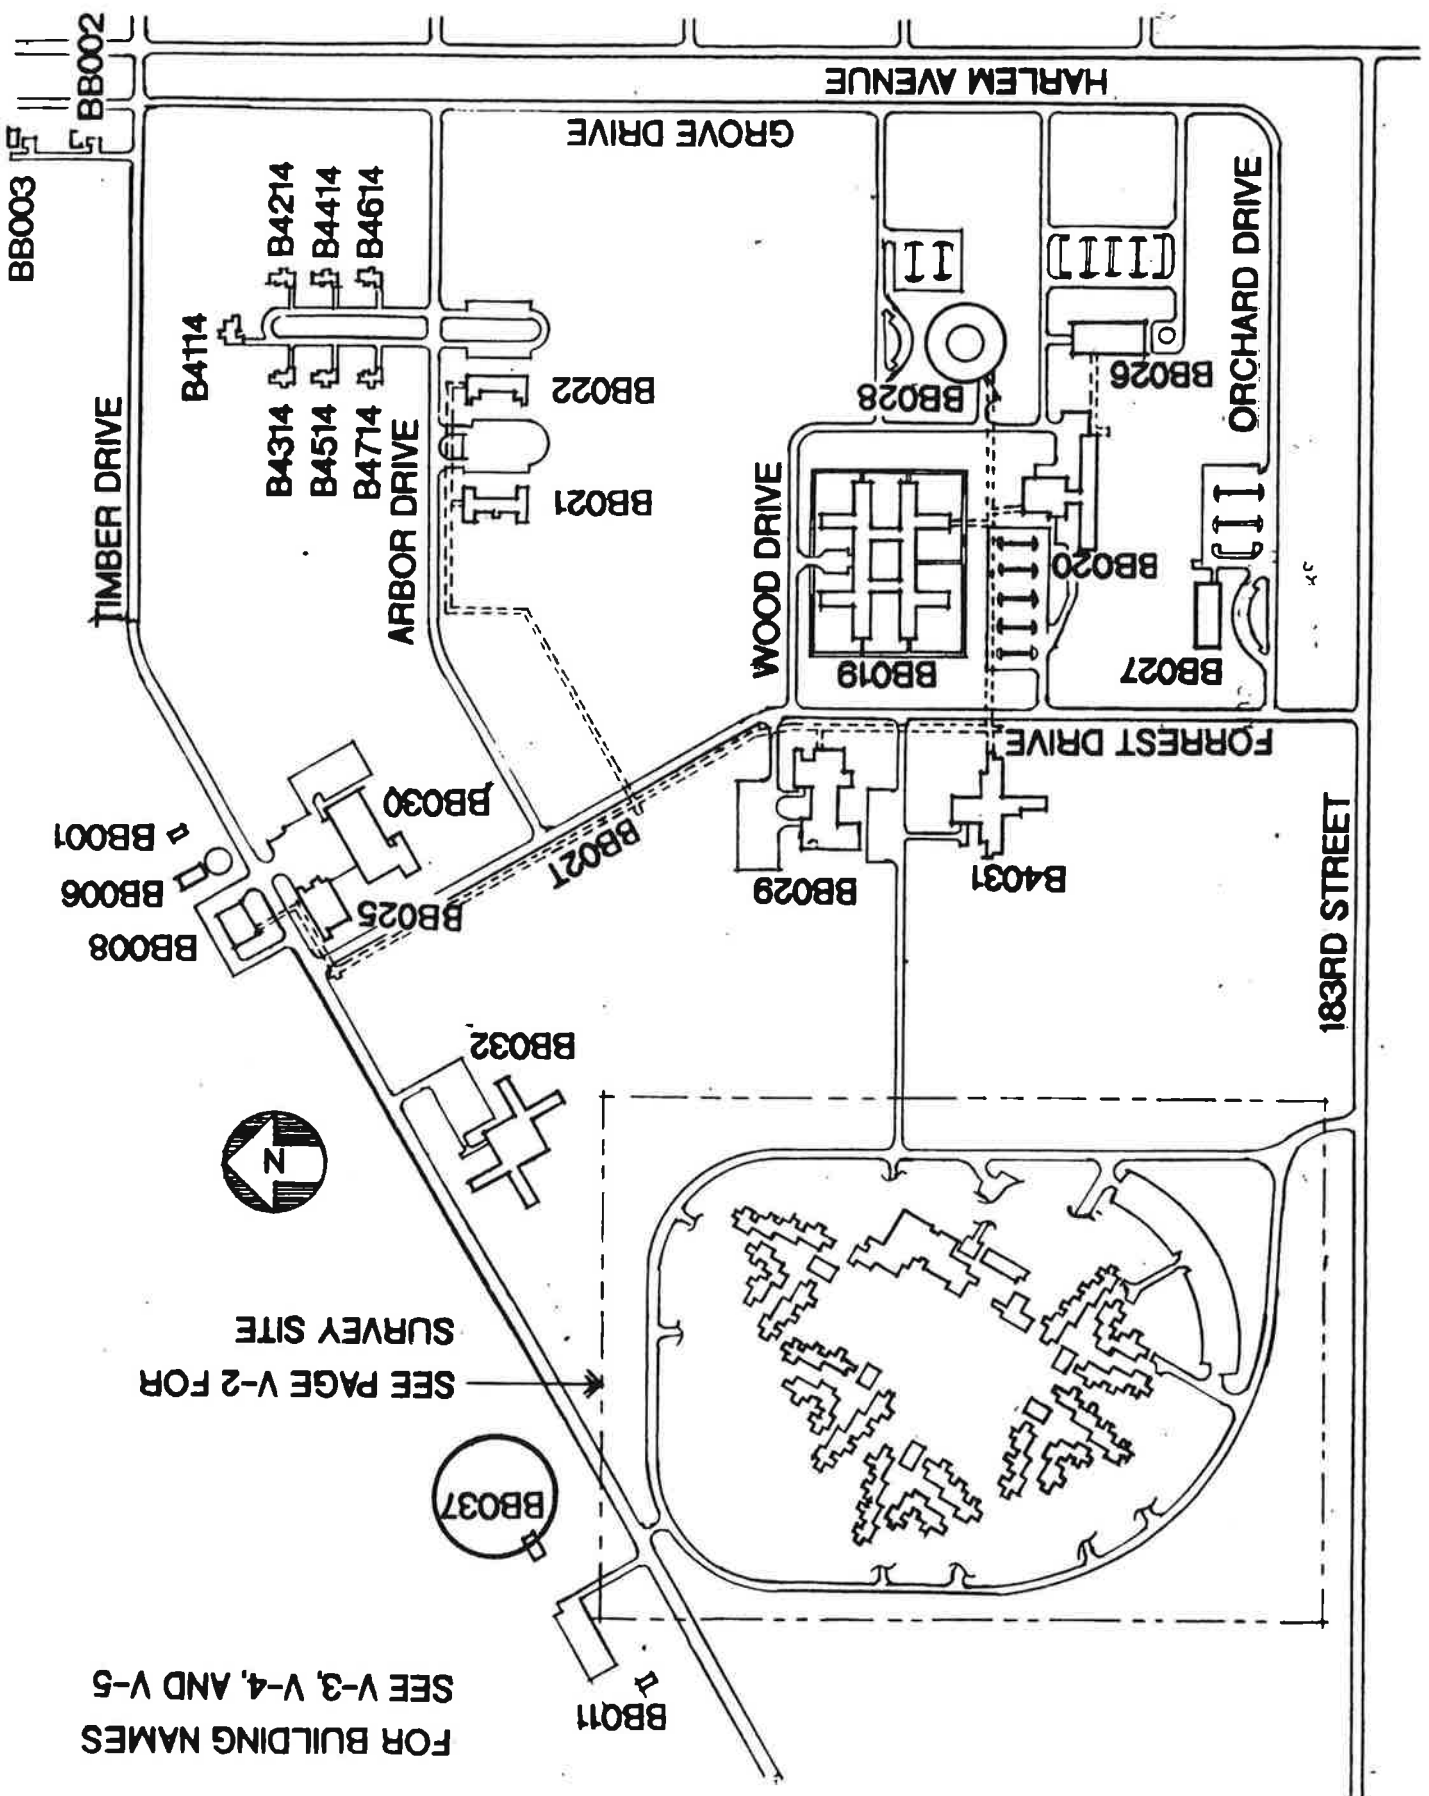 FOR BUILDING NAMES
SEE V-3, V-4, AND V-5
BB011
BB037
SEE PAGE V-2 FOR
SURVEY SITE
N
BB032
183RD STREET
BB008
BB025
BB006
BB001
BB030
BB02T
BB029
B4031
FORREST DRIVE
BB027
BB019
BB020
WOOD DRIVE
TIMBER DRIVE
ARBOR DRIVE
BB021
BB022
BB028
BB026
ORCHARD DRIVE
B4314
B4514
B4714
B4114
B4214
B4414
B4614
BB003
BB002
GROVE DRIVE
HARLEM AVENUE